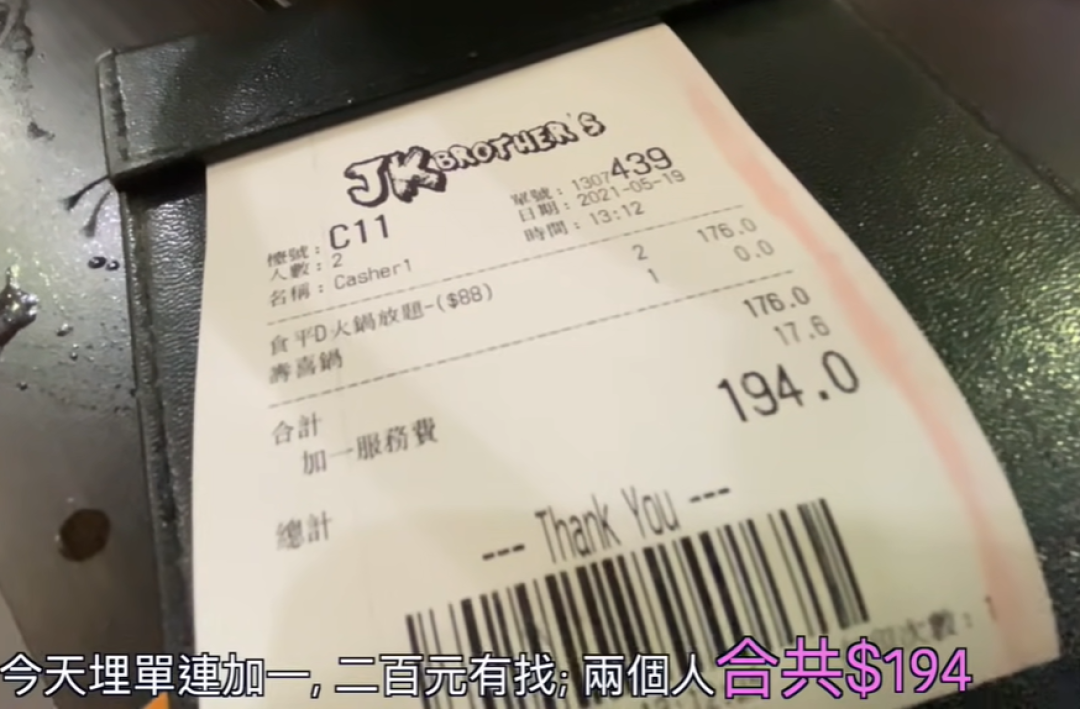 JK BROTHER'S
檯號：C11
單號：1307439
人數：2
日期：2021-05-19
名稱：Casher1
時間：13:12
食平D火鍋放題-($88) 2 176.0
壽喜鍋 1 0.0
合計 176.0
加一服務費 17.6
總計 194.0
--- Thank You ---
今天埋單連加一, 二百元有找; 兩個人合共$194